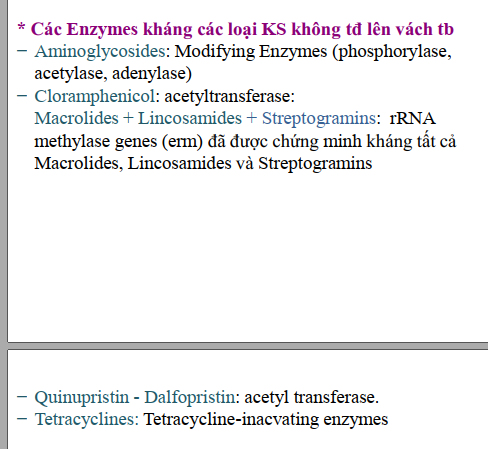 * Các Enzymes kháng các loại KS không tđ lên vách tb
– Aminoglycosides: Modifying Enzymes (phosphorylase,
acetylase, adenylase)
– Cloramphenicol: acetyltransferase:
Macrolides + Lincosamides + Streptogramins: rRNA
methylase genes (erm) đã được chứng minh kháng tất cả
Macrolides, Lincosamides và Streptogramins
– Quinupristin - Dalfopristin: acetyl transferase.
– Tetracyclines: Tetracycline-inacvating enzymes